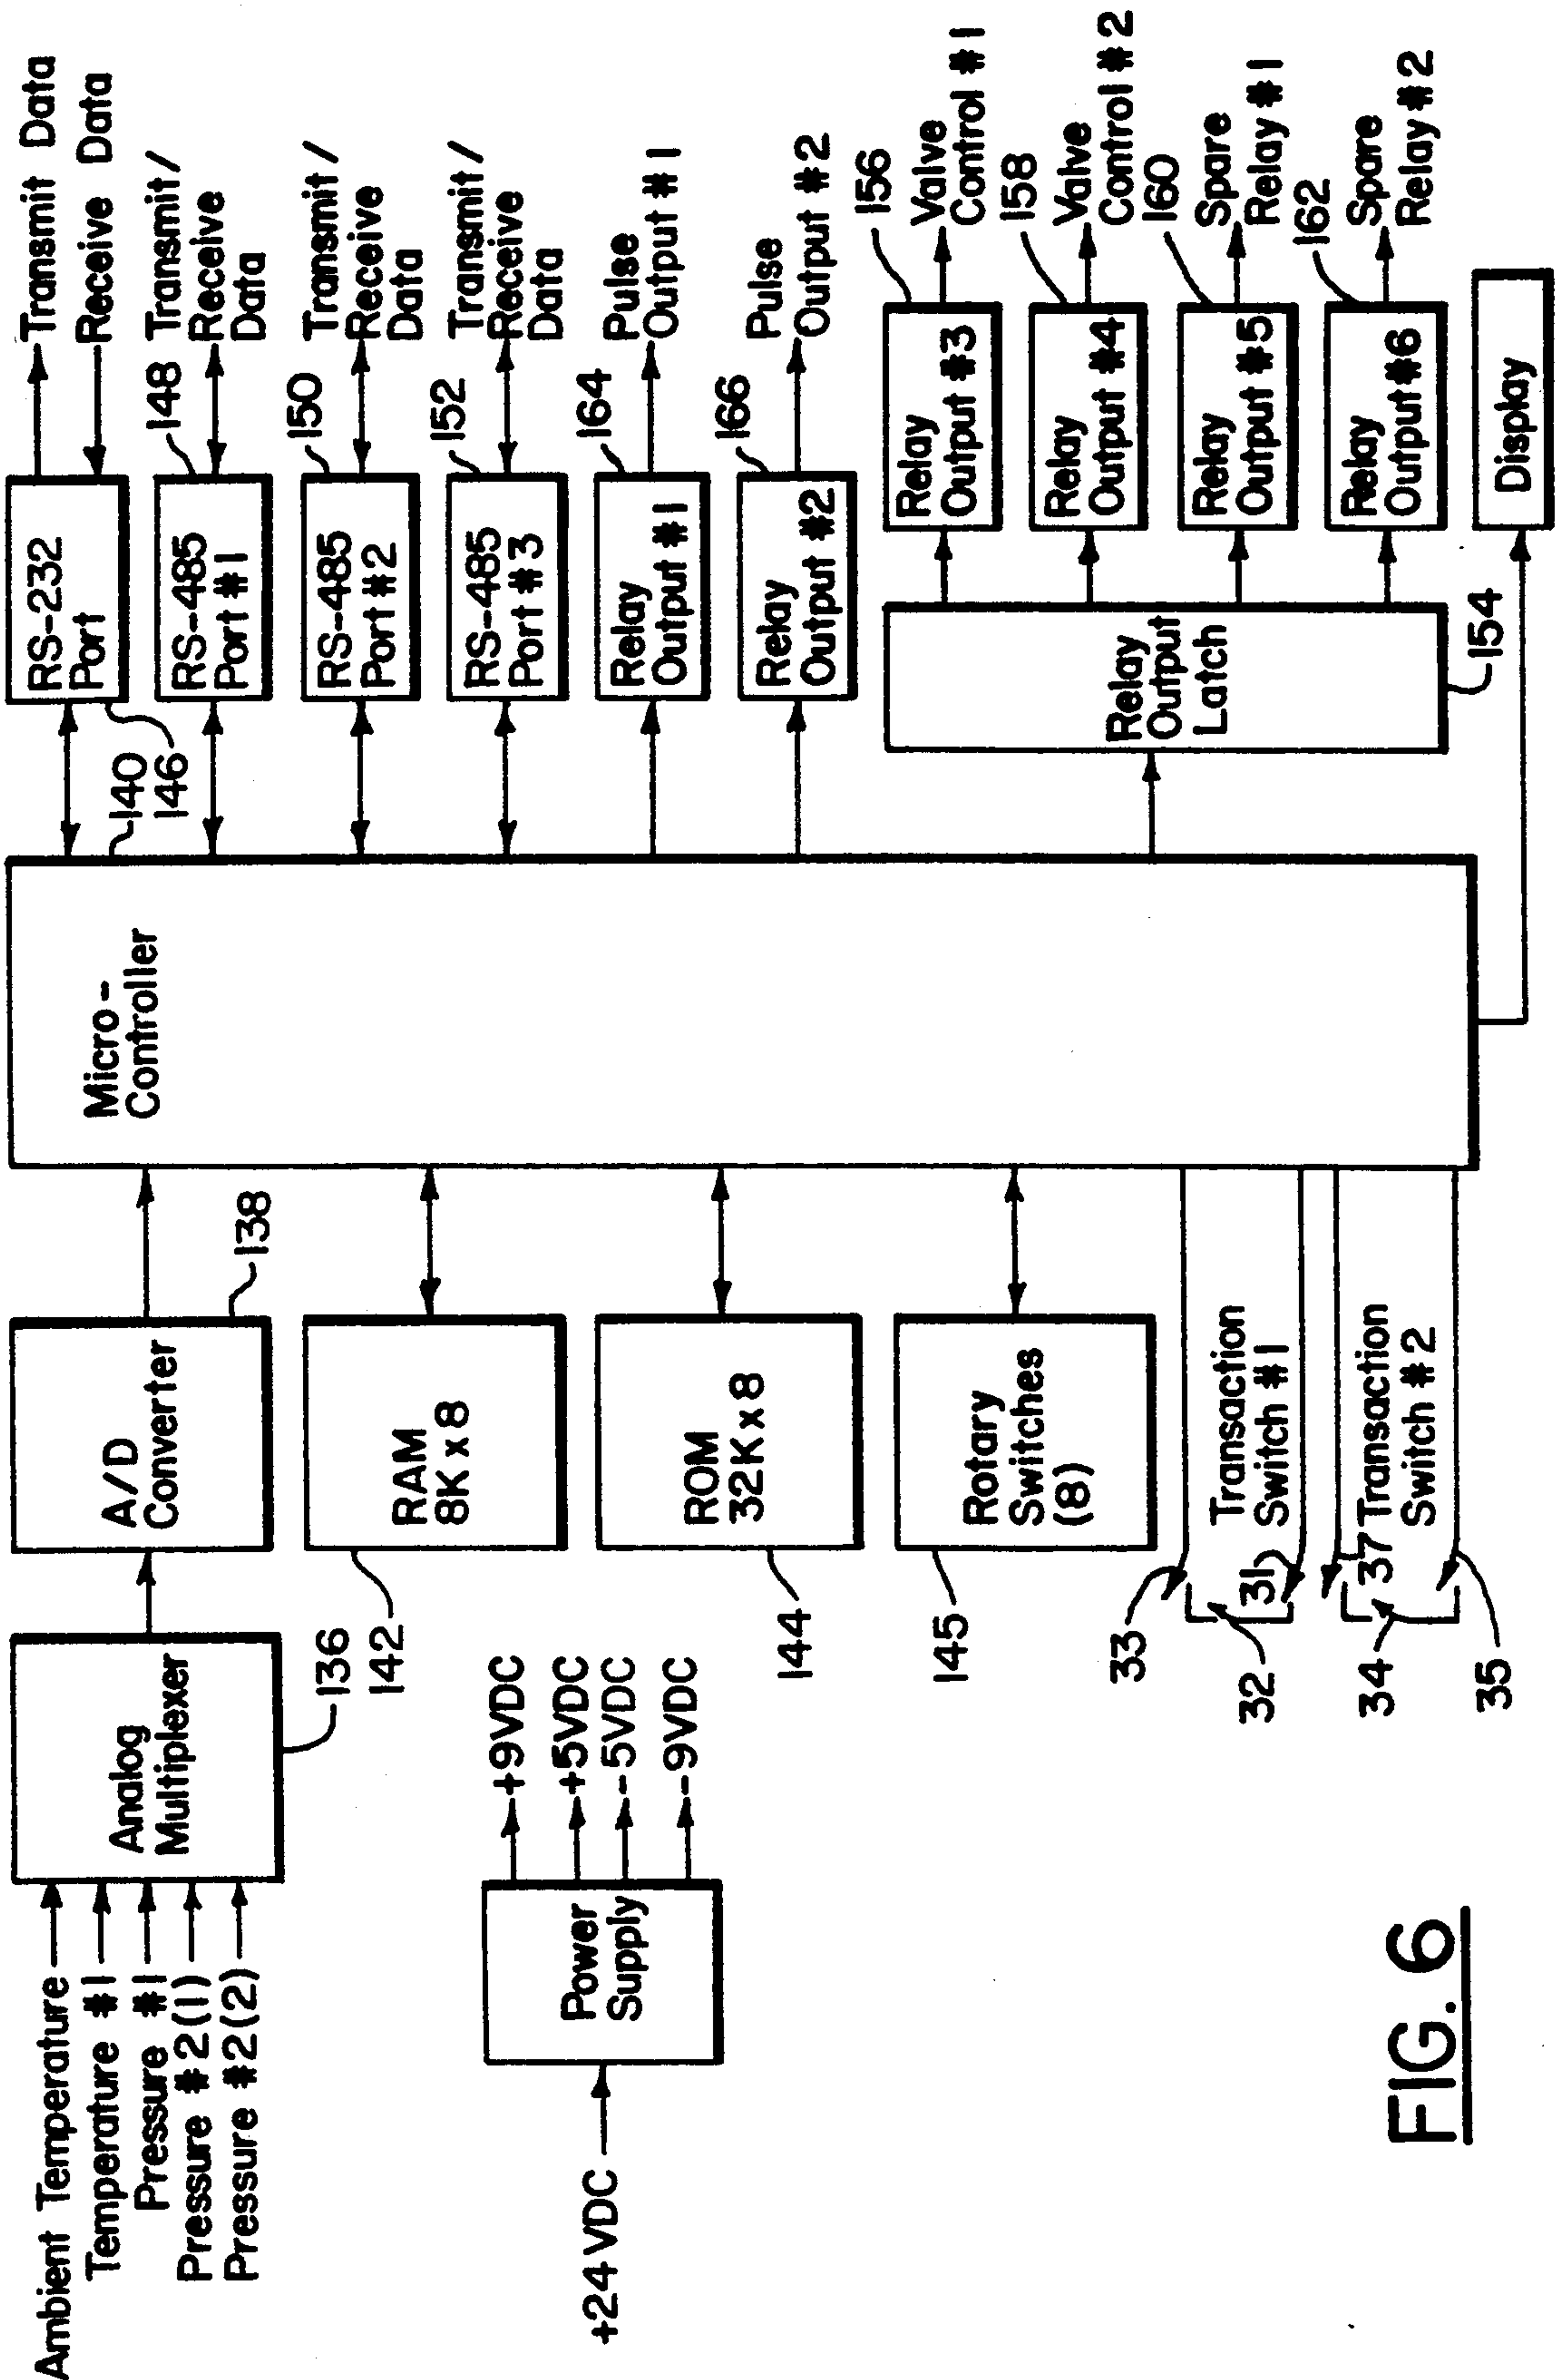 Ambient Temperature
Temperature #1
Pressure #1
Pressure #2(1)
Pressure #2(2)
Analog
Multiplexer
136
A/D
Converter
138
+24 VDC
Power
Supply
+9VDC
+5VDC
-5VDC
-9VDC
RAM
8K x 8
142
ROM
32K x 8
144
Rotary
Switches
(8)
145
33
Transaction
Switch #1
31
32
37
Transaction
Switch #2
34
35
Micro-
Controller
140
146
RS-232
Port
Transmit Data
Receive Data
148
RS-485
Port #1
Transmit/
Receive
Data
150
RS-485
Port #2
Transmit/
Receive
Data
152
RS-485
Port #3
Transmit/
Receive
Data
164
Relay
Output #1
Pulse
Output #1
166
Relay
Output #2
Pulse
Output #2
Relay
Output
Latch
154
156
Relay
Output #3
Valve
Control #1
158
Relay
Output #4
Valve
Control #2
160
Relay
Output #5
Spare
Relay #1
162
Relay
Output #6
Spare
Relay #2
Display
FIG. 6